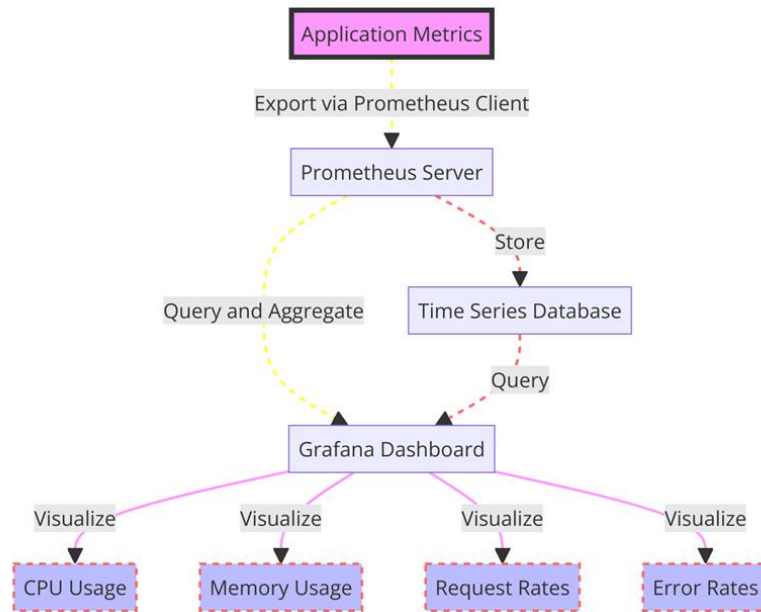 Application Metrics
Export via Prometheus Client
Prometheus Server
Store
Query and Aggregate
Time Series Database
Query
Grafana Dashboard
Visualize
Visualize
Visualize
Visualize
CPU Usage
Memory Usage
Request Rates
Error Rates